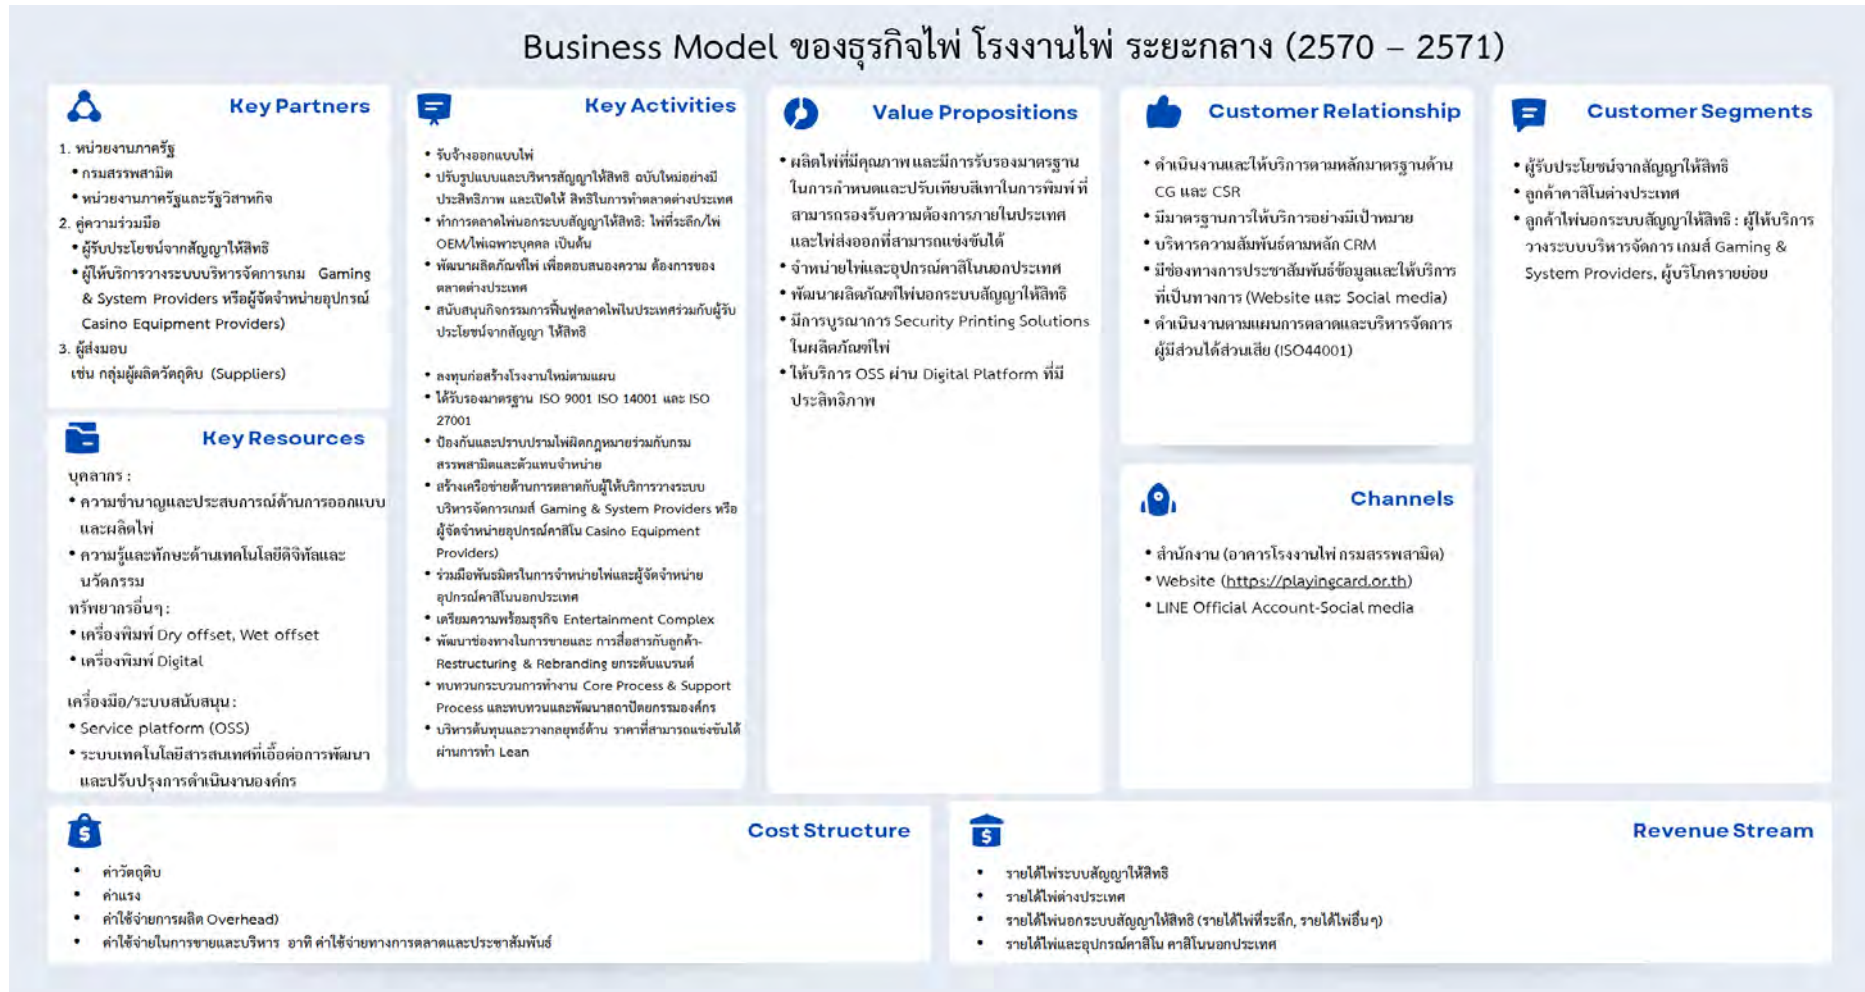 Business Model ของธุรกิจไพ่ โรงงานไพ่ ระยะกลาง (2570 – 2571)
Key Partners
1. หน่วยงานภาครัฐ
• กรมสรรพสามิต
• หน่วยงานภาครัฐและรัฐวิสาหกิจ
2. คู่ความร่วมมือ
• ผู้รับประโยชน์จากสัญญาให้สิทธิ
• ผู้ให้บริการวางระบบบริหารจัดการเกม Gaming
& System Providers หรือผู้จัดจำหน่ายอุปกรณ์
Casino Equipment Providers)
3. ผู้ส่งมอบ
เช่น กลุ่มผู้ผลิตวัตถุดิบ (Suppliers)
Key Resources
บุคลากร :
• ความชำนาญและประสบการณ์ด้านการออกแบบ
และผลิตไพ่
• ความรู้และทักษะด้านเทคโนโลยีดิจิทัลและ
นวัตกรรม
ทรัพยากรอื่นๆ :
• เครื่องพิมพ์ Dry offset, Wet offset
• เครื่องพิมพ์ Digital
เครื่องมือ/ระบบสนับสนุน :
• Service platform (OSS)
• ระบบเทคโนโลยีสารสนเทศที่เอื้อต่อการพัฒนา
และปรับปรุงการดำเนินงานองค์กร
Key Activities
• รับจ้างออกแบบไพ่
• ปรับรูปแบบและบริหารสัญญาให้สิทธิ ฉบับใหม่อย่างมี
ประสิทธิภาพ และเปิดให้ สิทธิในการทำตลาดต่างประเทศ
• ทำการตลาดไพ่นอกระบบสัญญาให้สิทธิ: ไพ่ที่ระลึก/ไพ่
OEM/ไพ่เฉพาะบุคคล เป็นต้น
• พัฒนาผลิตภัณฑ์ไพ่ เพื่อตอบสนองความ ต้องการของ
ตลาดต่างประเทศ
• สนับสนุนกิจกรรมการฟื้นฟูตลาดไพ่ในประเทศร่วมกับผู้รับ
ประโยชน์จากสัญญา ให้สิทธิ
• ลงทุนก่อสร้างโรงงานใหม่ตามแผน
• ได้รับรองมาตรฐาน ISO 9001 ISO 14001 และ ISO
27001
• ป้องกันและปราบปรามไพ่ผิดกฎหมายร่วมกับกรม
สรรพสามิตและตัวแทนจำหน่าย
• สร้างเครือข่ายด้านการตลาดกับผู้ให้บริการวางระบบ
บริหารจัดการเกมส์ Gaming & System Providers หรือ
ผู้จัดจำหน่ายอุปกรณ์คาสิโน Casino Equipment
Providers)
• ร่วมมือพันธมิตรในการจำหน่ายไพ่และผู้จัดจำหน่าย
อุปกรณ์คาสิโนนอกประเทศ
• เตรียมความพร้อมธุรกิจ Entertainment Complex
• พัฒนาช่องทางในการขายและ การสื่อสารกับลูกค้า-
Restructuring & Rebranding ยกระดับแบรนด์
• ทบทวนกระบวนการทำงาน Core Process & Support
Process และทบทวนและพัฒนาสถาปัตยกรรมองค์กร
• บริหารต้นทุนและวางกลยุทธ์ด้าน ราคาที่สามารถแข่งขันได้
ผ่านการทำ Lean
Value Propositions
• ผลิตไพ่ที่มีคุณภาพและมีการรับรองมาตรฐาน
ในการกำหนดและปรับเทียบสีเทาในการพิมพ์ ที่
สามารถรองรับความต้องการภายในประเทศ
และไพ่ส่งออกที่สามารถแข่งขันได้
• จำหน่ายไพ่และอุปกรณ์คาสิโนนอกประเทศ
• พัฒนาผลิตภัณฑ์ไพ่นอกระบบสัญญาให้สิทธิ
• มีการบูรณาการ Security Printing Solutions
ในผลิตภัณฑ์ไพ่
• ให้บริการ OSS ผ่าน Digital Platform ที่มี
ประสิทธิภาพ
Customer Relationship
• ดำเนินงานและให้บริการตามหลักมาตรฐานด้าน
CG และ CSR
• มีมาตรฐานการให้บริการอย่างมีเป้าหมาย
• บริหารความสัมพันธ์ตามหลัก CRM
• มีช่องทางการประชาสัมพันธ์ข้อมูลและให้บริการ
ที่เป็นทางการ (Website และ Social media)
• ดำเนินงานตามแผนการตลาดและบริหารจัดการ
ผู้มีส่วนได้ส่วนเสีย (ISO44001)
Channels
• สำนักงาน (อาคารโรงงานไพ่ กรมสรรพสามิต)
• Website (https://playingcard.or.th)
• LINE Official Account-Social media
Customer Segments
• ผู้รับประโยชน์จากสัญญาให้สิทธิ
• ลูกค้าคาสิโนต่างประเทศ
• ลูกค้าไพ่นอกระบบสัญญาให้สิทธิ : ผู้ให้บริการ
วางระบบบริหารจัดการ เกมส์ Gaming &
System Providers, ผู้บริโภครายย่อย
Cost Structure
• ค่าวัตถุดิบ
• ค่าแรง
• ค่าใช้จ่ายการผลิต Overhead)
• ค่าใช้จ่ายในการขายและบริหาร อาทิ ค่าใช้จ่ายทางการตลาดและประชาสัมพันธ์
Revenue Stream
• รายได้ไพ่ระบบสัญญาให้สิทธิ
• รายได้ไพ่ต่างประเทศ
• รายได้ไพ่นอกระบบสัญญาให้สิทธิ (รายได้ไพ่ที่ระลึก, รายได้ไพ่อื่นๆ)
• รายได้ไพ่และอุปกรณ์คาสิโน คาสิโนนอกประเทศ